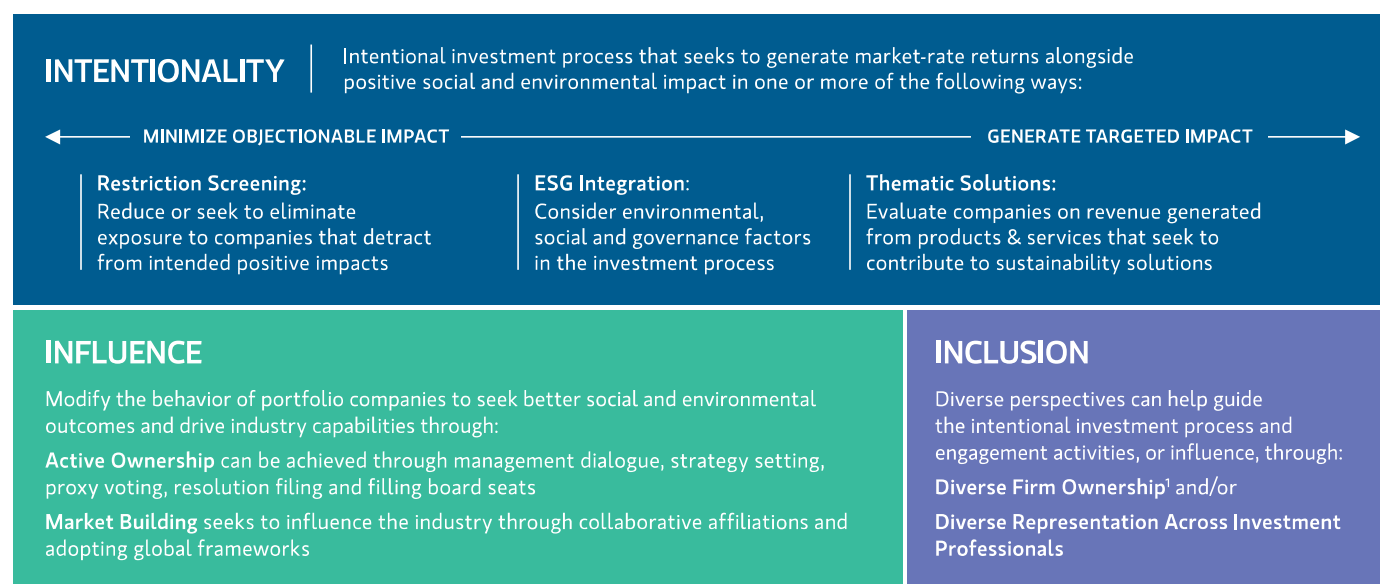 INTENTIONALITY
Intentional investment process that seeks to generate market-rate returns alongside
positive social and environmental impact in one or more of the following ways:
MINIMIZE OBJECTIONABLE IMPACT
GENERATE TARGETED IMPACT
Restriction Screening:
Reduce or seek to eliminate
exposure to companies that detract
from intended positive impacts
ESG Integration:
Consider environmental,
social and governance factors
in the investment process
Thematic Solutions:
Evaluate companies on revenue generated
from products & services that seek to
contribute to sustainability solutions
INFLUENCE
Modify the behavior of portfolio companies to seek better social and environmental
outcomes and drive industry capabilities through:
Active Ownership can be achieved through management dialogue, strategy setting,
proxy voting, resolution filing and filling board seats
Market Building seeks to influence the industry through collaborative affiliations and
adopting global frameworks
INCLUSION
Diverse perspectives can help guide
the intentional investment process and
engagement activities, or influence, through:
Diverse Firm Ownership¹ and/or
Diverse Representation Across Investment
Professionals